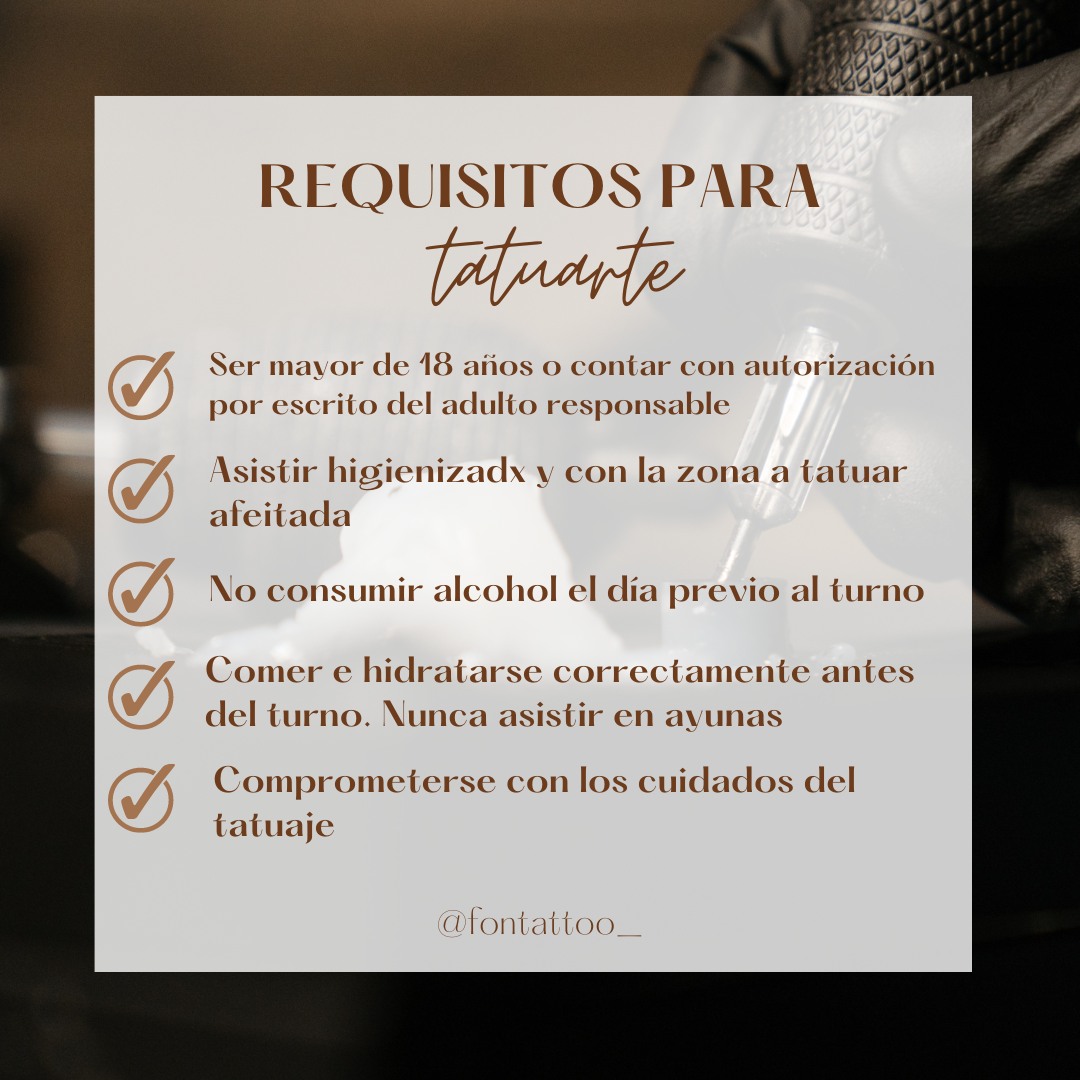 REQUISITOS PARA
tatuarte
Ser mayor de 18 años o contar con autorización
por escrito del adulto responsable
Asistir higienizadx y con la zona a tatuar
afeitada
No consumir alcohol el día previo al turno
Comer e hidratarse correctamente antes
del turno. Nunca asistir en ayunas
Comprometerse con los cuidados del
tatuaje
@fontattoo_